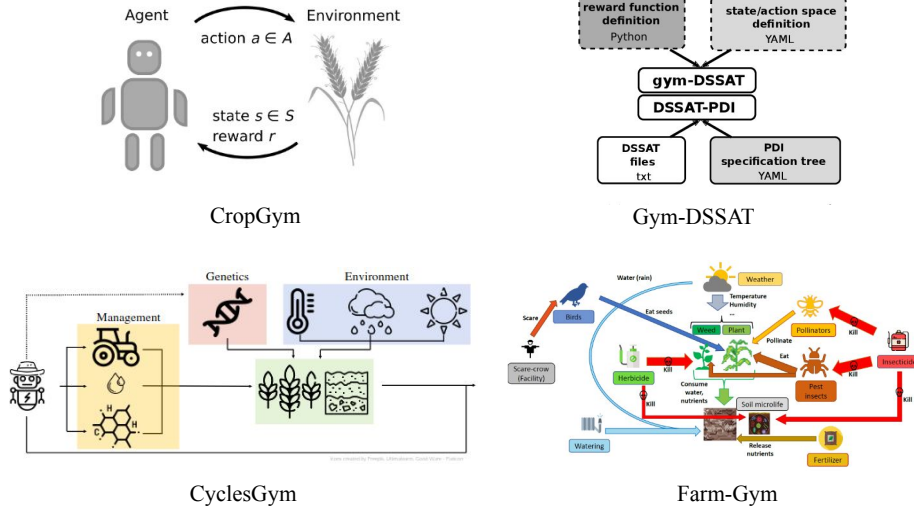 Agent
Environment
action a ∈ A
state s ∈ S
reward r
CropGym
reward function
definition
Python
state/action space
definition
YAML
gym-DSSAT
DSSAT-PDI
DSSAT
files
txt
PDI
specification tree
YAML
Gym-DSSAT
Genetics
Environment
Management
H
C
H
CyclesGym
Weather
Water (rain)
Temperature
Humidity
...
Birds
Eat seeds
Scare
Weed
Plant
Pollinators
Pollinate
Kill
Insecticide
Scare-crow
(Facility)
Herbicide
Kill
Eat
Kill
Pest
insects
Consume
water,
nutrients
Kill
Soil microlife
Kill
Watering
Release
nutrients
Fertilizer
Farm-Gym